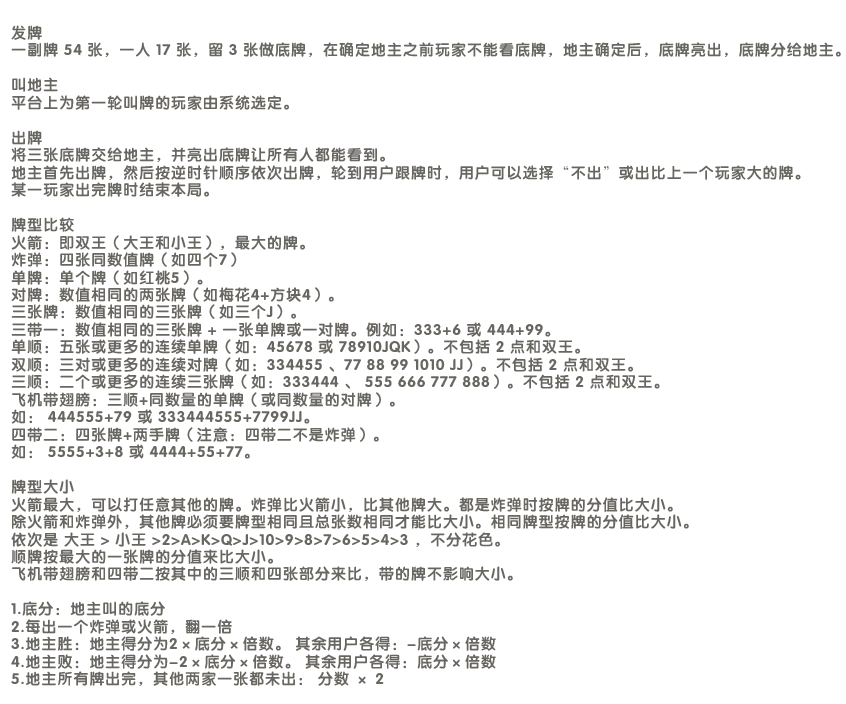 发牌
一副牌 54 张，一人 17 张，留 3 张做底牌，在确定地主之前玩家不能看底牌，地主确定后，底牌亮出，底牌分给地主。
叫地主
平台上为第一轮叫牌的玩家由系统选定。
出牌
将三张底牌交给地主，并亮出底牌让所有人都能看到。
地主首先出牌，然后按逆时针顺序依次出牌，轮到用户跟牌时，用户可以选择“不出”或出比上一个玩家大的牌。
某一玩家出完牌时结束本局。
牌型比较
火箭：即双王（大王和小王），最大的牌。
炸弹：四张同数值牌（如四个7）
单牌：单个牌（如红桃5）。
对牌：数值相同的两张牌（如梅花4+方块4）。
三张牌：数值相同的三张牌（如三个J）。
三带一：数值相同的三张牌 + 一张单牌或一对牌。例如：333+6 或 444+99。
单顺：五张或更多的连续单牌（如：45678 或 78910JQK）。不包括 2 点和双王。
双顺：三对或更多的连续对牌（如：334455 、77 88 99 1010 JJ）。不包括 2 点和双王。
三顺：二个或更多的连续三张牌（如：333444 、 555 666 777 888）。不包括 2 点和双王。
飞机带翅膀：三顺+同数量的单牌（或同数量的对牌）。
如： 444555+79 或 333444555+7799JJ。
四带二：四张牌+两手牌（注意：四带二不是炸弹）。
如： 5555+3+8 或 4444+55+77。
牌型大小
火箭最大，可以打任意其他的牌。炸弹比火箭小，比其他牌大。都是炸弹时按牌的分值比大小。
除火箭和炸弹外，其他牌必须要牌型相同且总张数相同才能比大小。相同牌型按牌的分值比大小。
依次是 大王 > 小王 >2>A>K>Q>J>10>9>8>7>6>5>4>3 ，不分花色。
顺牌按最大的一张牌的分值来比大小。
飞机带翅膀和四带二按其中的三顺和四张部分来比，带的牌不影响大小。
1.底分：地主叫的底分
2.每出一个炸弹或火箭，翻一倍
3.地主胜：地主得分为2 × 底分 × 倍数。 其余用户各得：–底分 × 倍数
4.地主败：地主得分为–2 × 底分 × 倍数。 其余用户各得：底分 × 倍数
5.地主所有牌出完，其他两家一张都未出： 分数 × 2